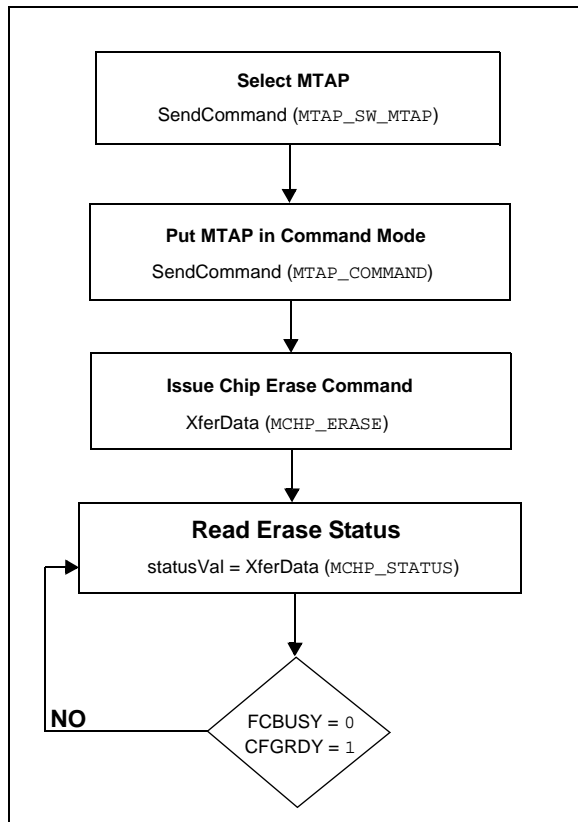 Select MTAP
SendCommand (MTAP_SW_MTAP)
Put MTAP in Command Mode
SendCommand (MTAP_COMMAND)
Issue Chip Erase Command
XferData (MCHP_ERASE)
Read Erase Status
statusVal = XferData (MCHP_STATUS)
NO
FCBUSY = 0
CFGRDY = 1